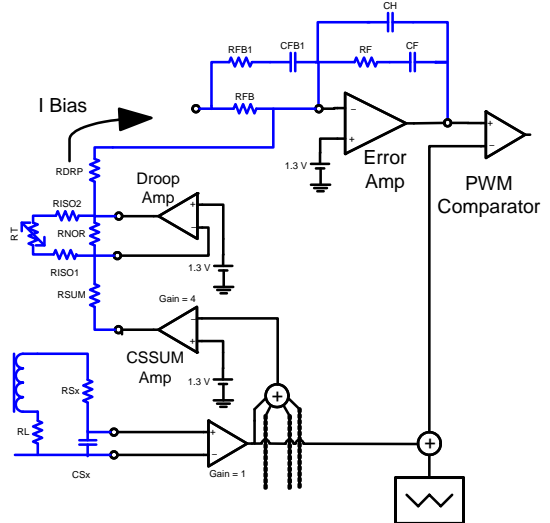 CH
RFB1
CFB1
RF
CF
RFB
I Bias
−
+
1.3 V
Error
Amp
+
−
PWM
Comparator
RDRP
Droop
Amp
RISO2
RT
RNOR
RISO1
+
−
1.3 V
RSUM
Gain = 4
−
+
CSSUM
Amp
1.3 V
RSx
RL
CSx
+
−
Gain = 1
+
+